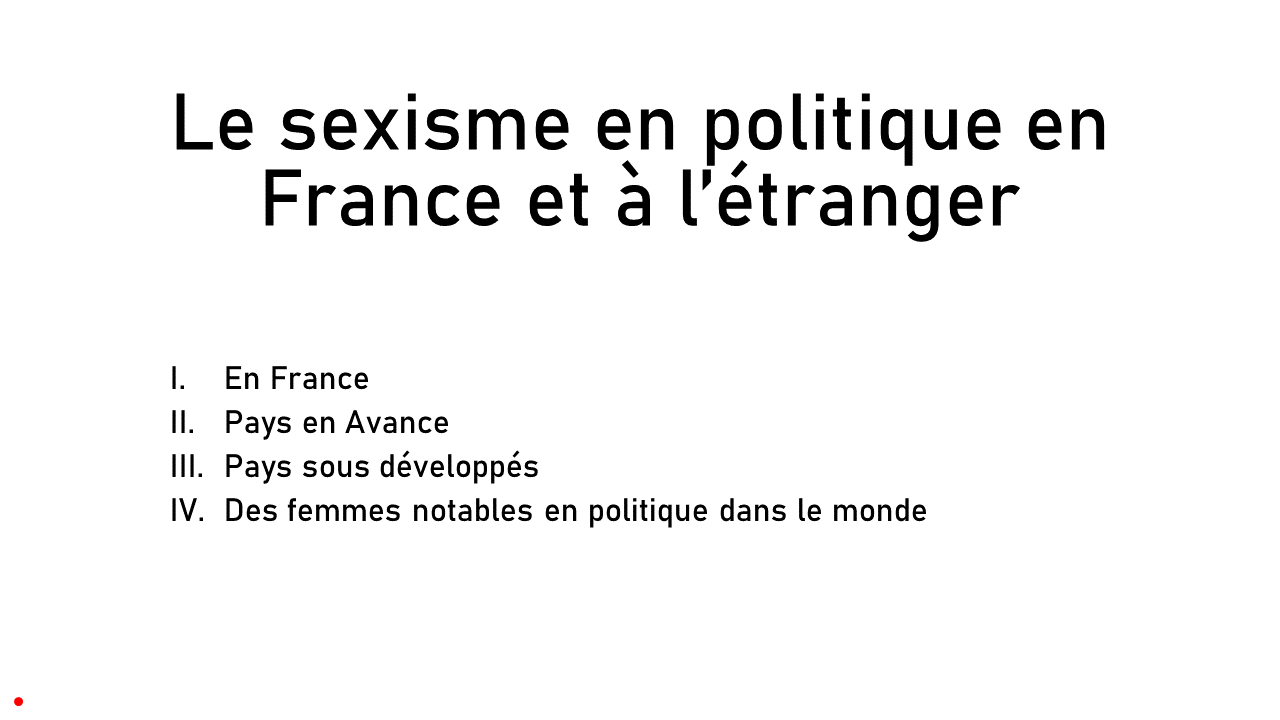 Le sexisme en politique en
France et à l’étranger
I. En France
II. Pays en Avance
III. Pays sous développés
IV. Des femmes notables en politique dans le monde